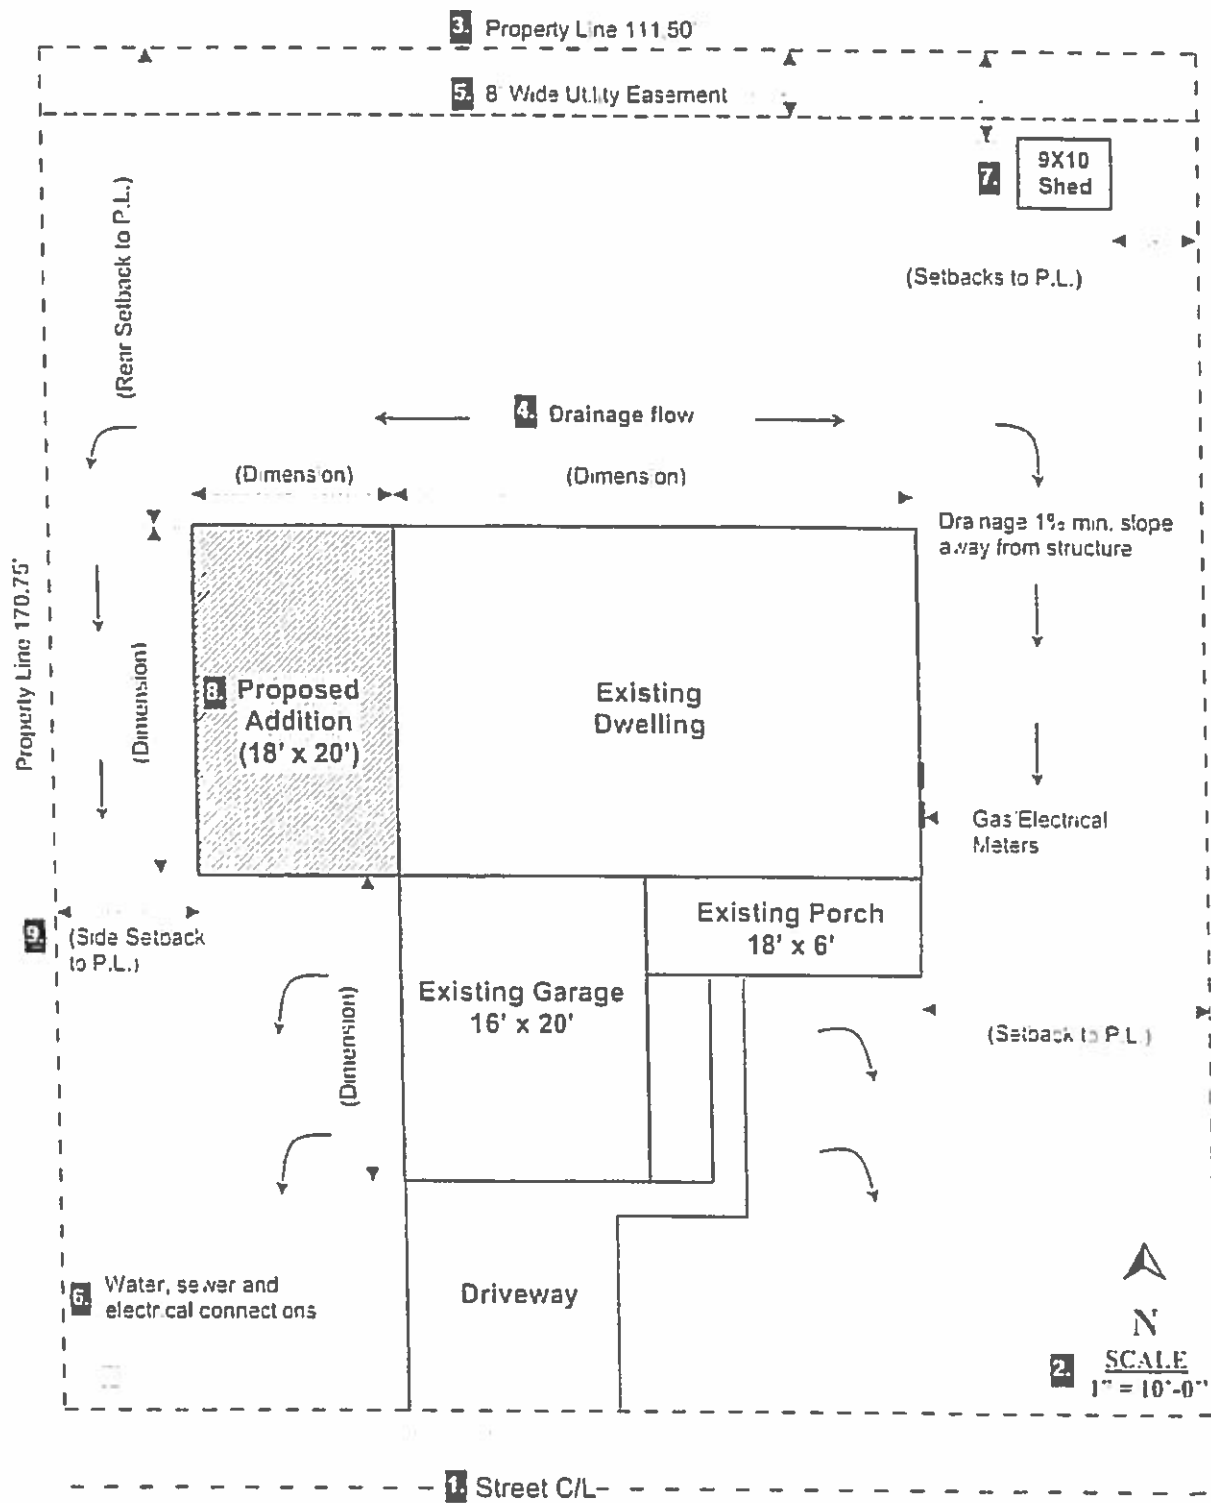 3. Property Line 111.50'
5. 8' Wide Utility Easement
7. 9X10
Shed
(Rear Setback to P.L.)
(Setbacks to P.L.)
4. Drainage flow
(Dimension)
(Dimension)
Drainage 1% min. slope
away from structure
Property Line 170.75'
(Dimension)
8. Proposed
Addition
(18' x 20')
Existing
Dwelling
Gas/Electrical
Meters
9. (Side Setback
to P.L.)
Existing Porch
18' x 6'
Existing Garage
16' x 20'
(Dimension)
(Setback to P.L.)
6. Water, sewer and
electrical connections
Driveway
N
2. SCALE
1" = 10'-0"
1. Street C/L